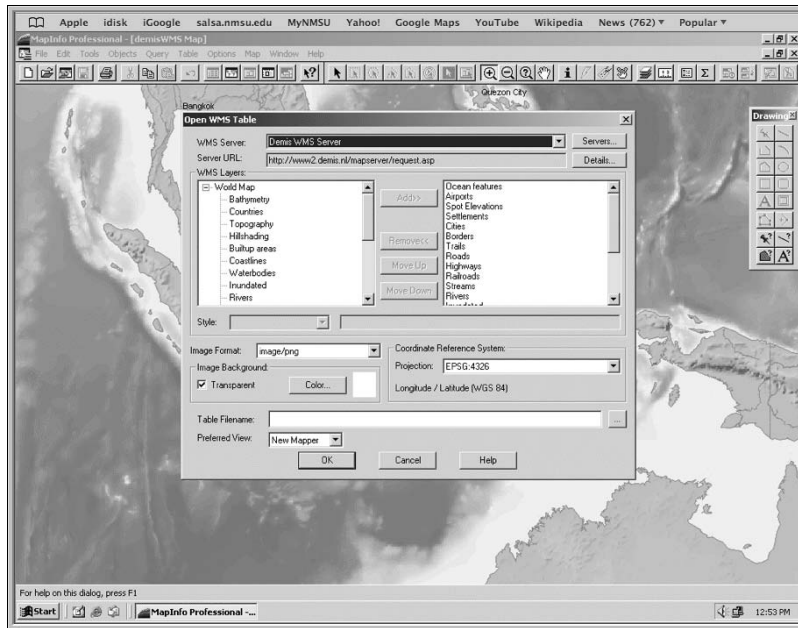 Apple idisk iGoogle salsa.nmsu.edu MyNMSU Yahoo! Google Maps YouTube Wikipedia News (762) ▾ Popular ▾
MapInfo Professional - [demisWMS Map]
File Edit Tools Objects Query Table Options Map Window Help
Quezon City
Bangkok
Drawing
Open WMS Table
WMS Server: Demis WMS Server Servers...
Server URL: http://www2.demis.nl/mapserver/request.asp Details...
WMS Layers:
World Map
Bathymetry
Countries
Topography
Hillshading
Builtup areas
Coastlines
Waterbodies
Inundated
Rivers
Add>>
Remove<<
Move Up
Move Down
Ocean features
Airports
Spot Elevations
Settlements
Cities
Borders
Trails
Roads
Highways
Railroads
Streams
Rivers
Inundated
Style:
Image Format: image/png
Image Background:
Transparent Color...
Coordinate Reference System:
Projection: EPSG:4326
Longitude / Latitude (WGS 84)
Table Filename: ...
Preferred View: New Mapper
OK Cancel Help
For help on this dialog, press F1
Start MapInfo Professional -... 12:53 PM